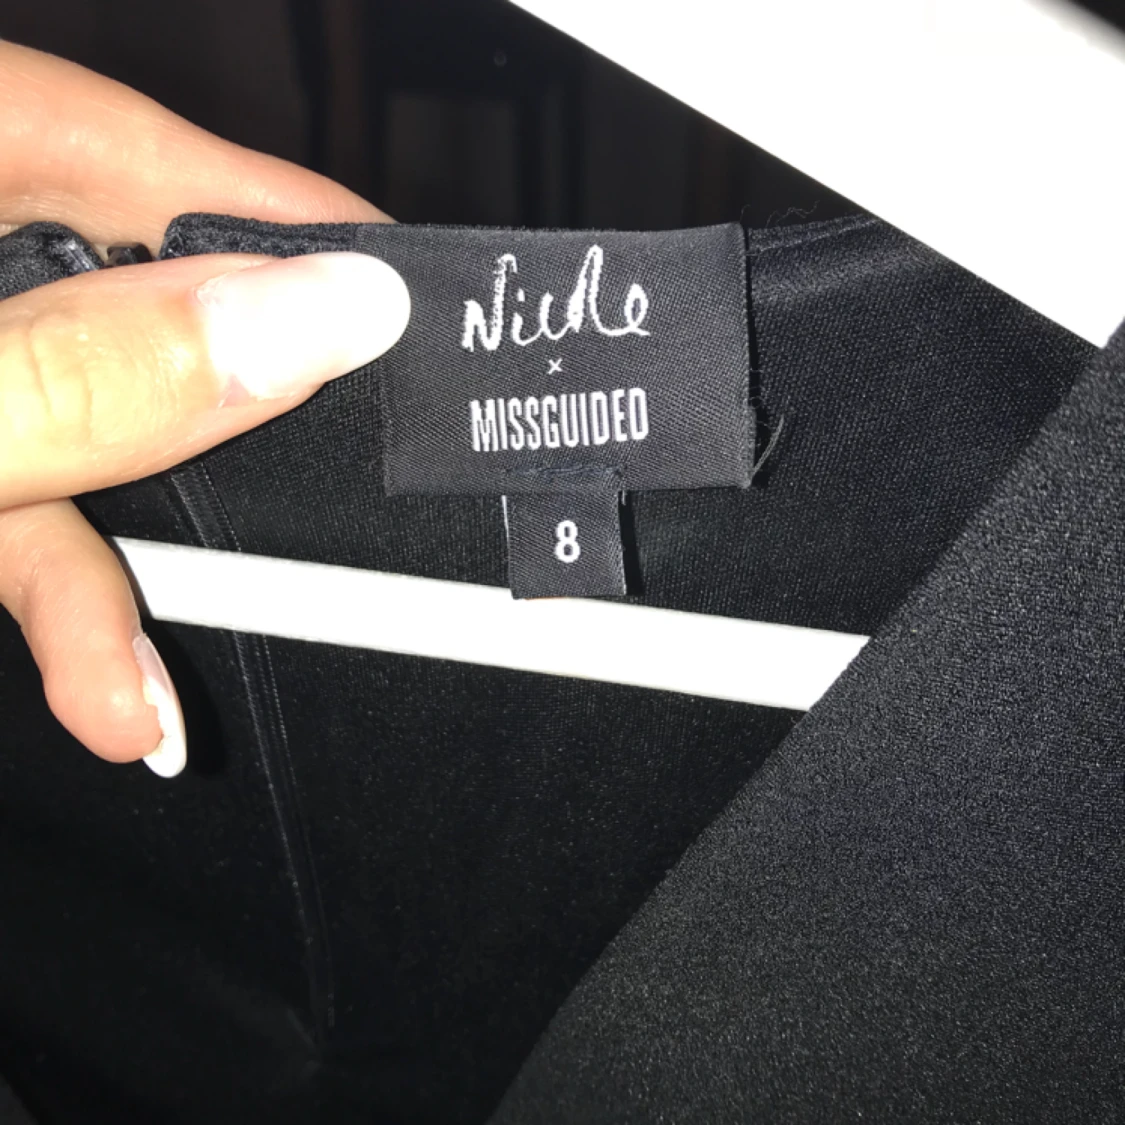 Nicole
×
MISSGUIDED
8